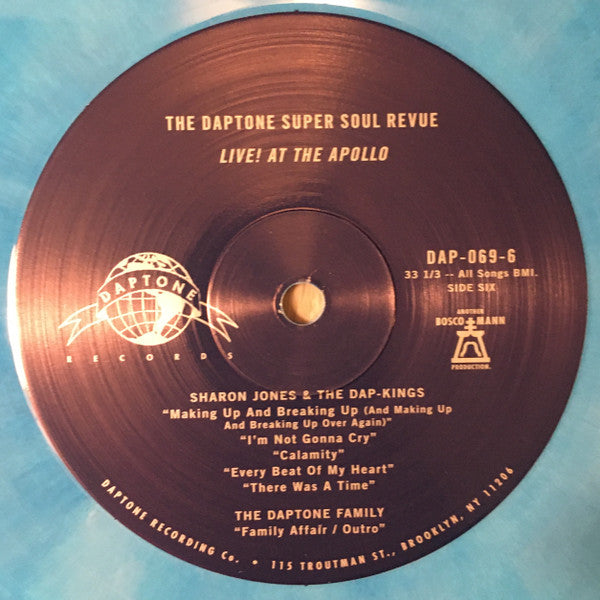 THE DAPTONE SUPER SOUL REVUE
LIVE! AT THE APOLLO
DAP-069-6
33 1/3 -- All Songs BMI.
SIDE SIX
DAPTONE
RECORDS
ANOTHER
BOSCO MANN
PRODUCTION.
SHARON JONES & THE DAP-KINGS
“Making Up And Breaking Up (And Making Up
And Breaking Up Over Again)”
“I'm Not Gonna Cry”
“Calamity”
“Every Beat Of My Heart”
“There Was A Time”
THE DAPTONE FAMILY
“Family Affair / Outro”
DAPTONE RECORDING Co. • 115 TROUTMAN ST., BROOKLYN, NY 11206